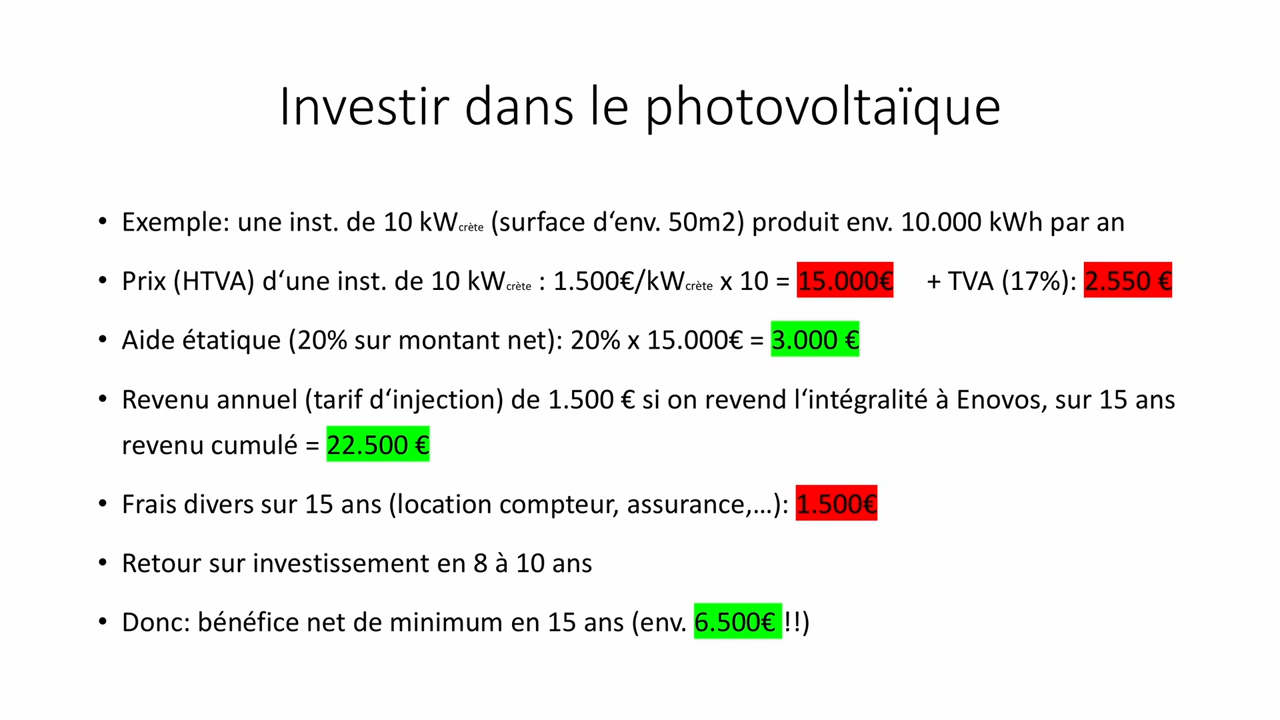 Investir dans le photovoltaïque
• Exemple: une inst. de 10 kWcrète (surface d‘env. 50m2) produit env. 10.000 kWh par an
• Prix (HTVA) d‘une inst. de 10 kWcrète : 1.500€/kWcrète x 10 = 15.000€ + TVA (17%): 2.550 €
• Aide étatique (20% sur montant net): 20% x 15.000€ = 3.000 €
• Revenu annuel (tarif d‘injection) de 1.500 € si on revend l‘intégralité à Enovos, sur 15 ans
revenu cumulé = 22.500 €
• Frais divers sur 15 ans (location compteur, assurance,…): 1.500€
• Retour sur investissement en 8 à 10 ans
• Donc: bénéfice net de minimum en 15 ans (env. 6.500€ !!)